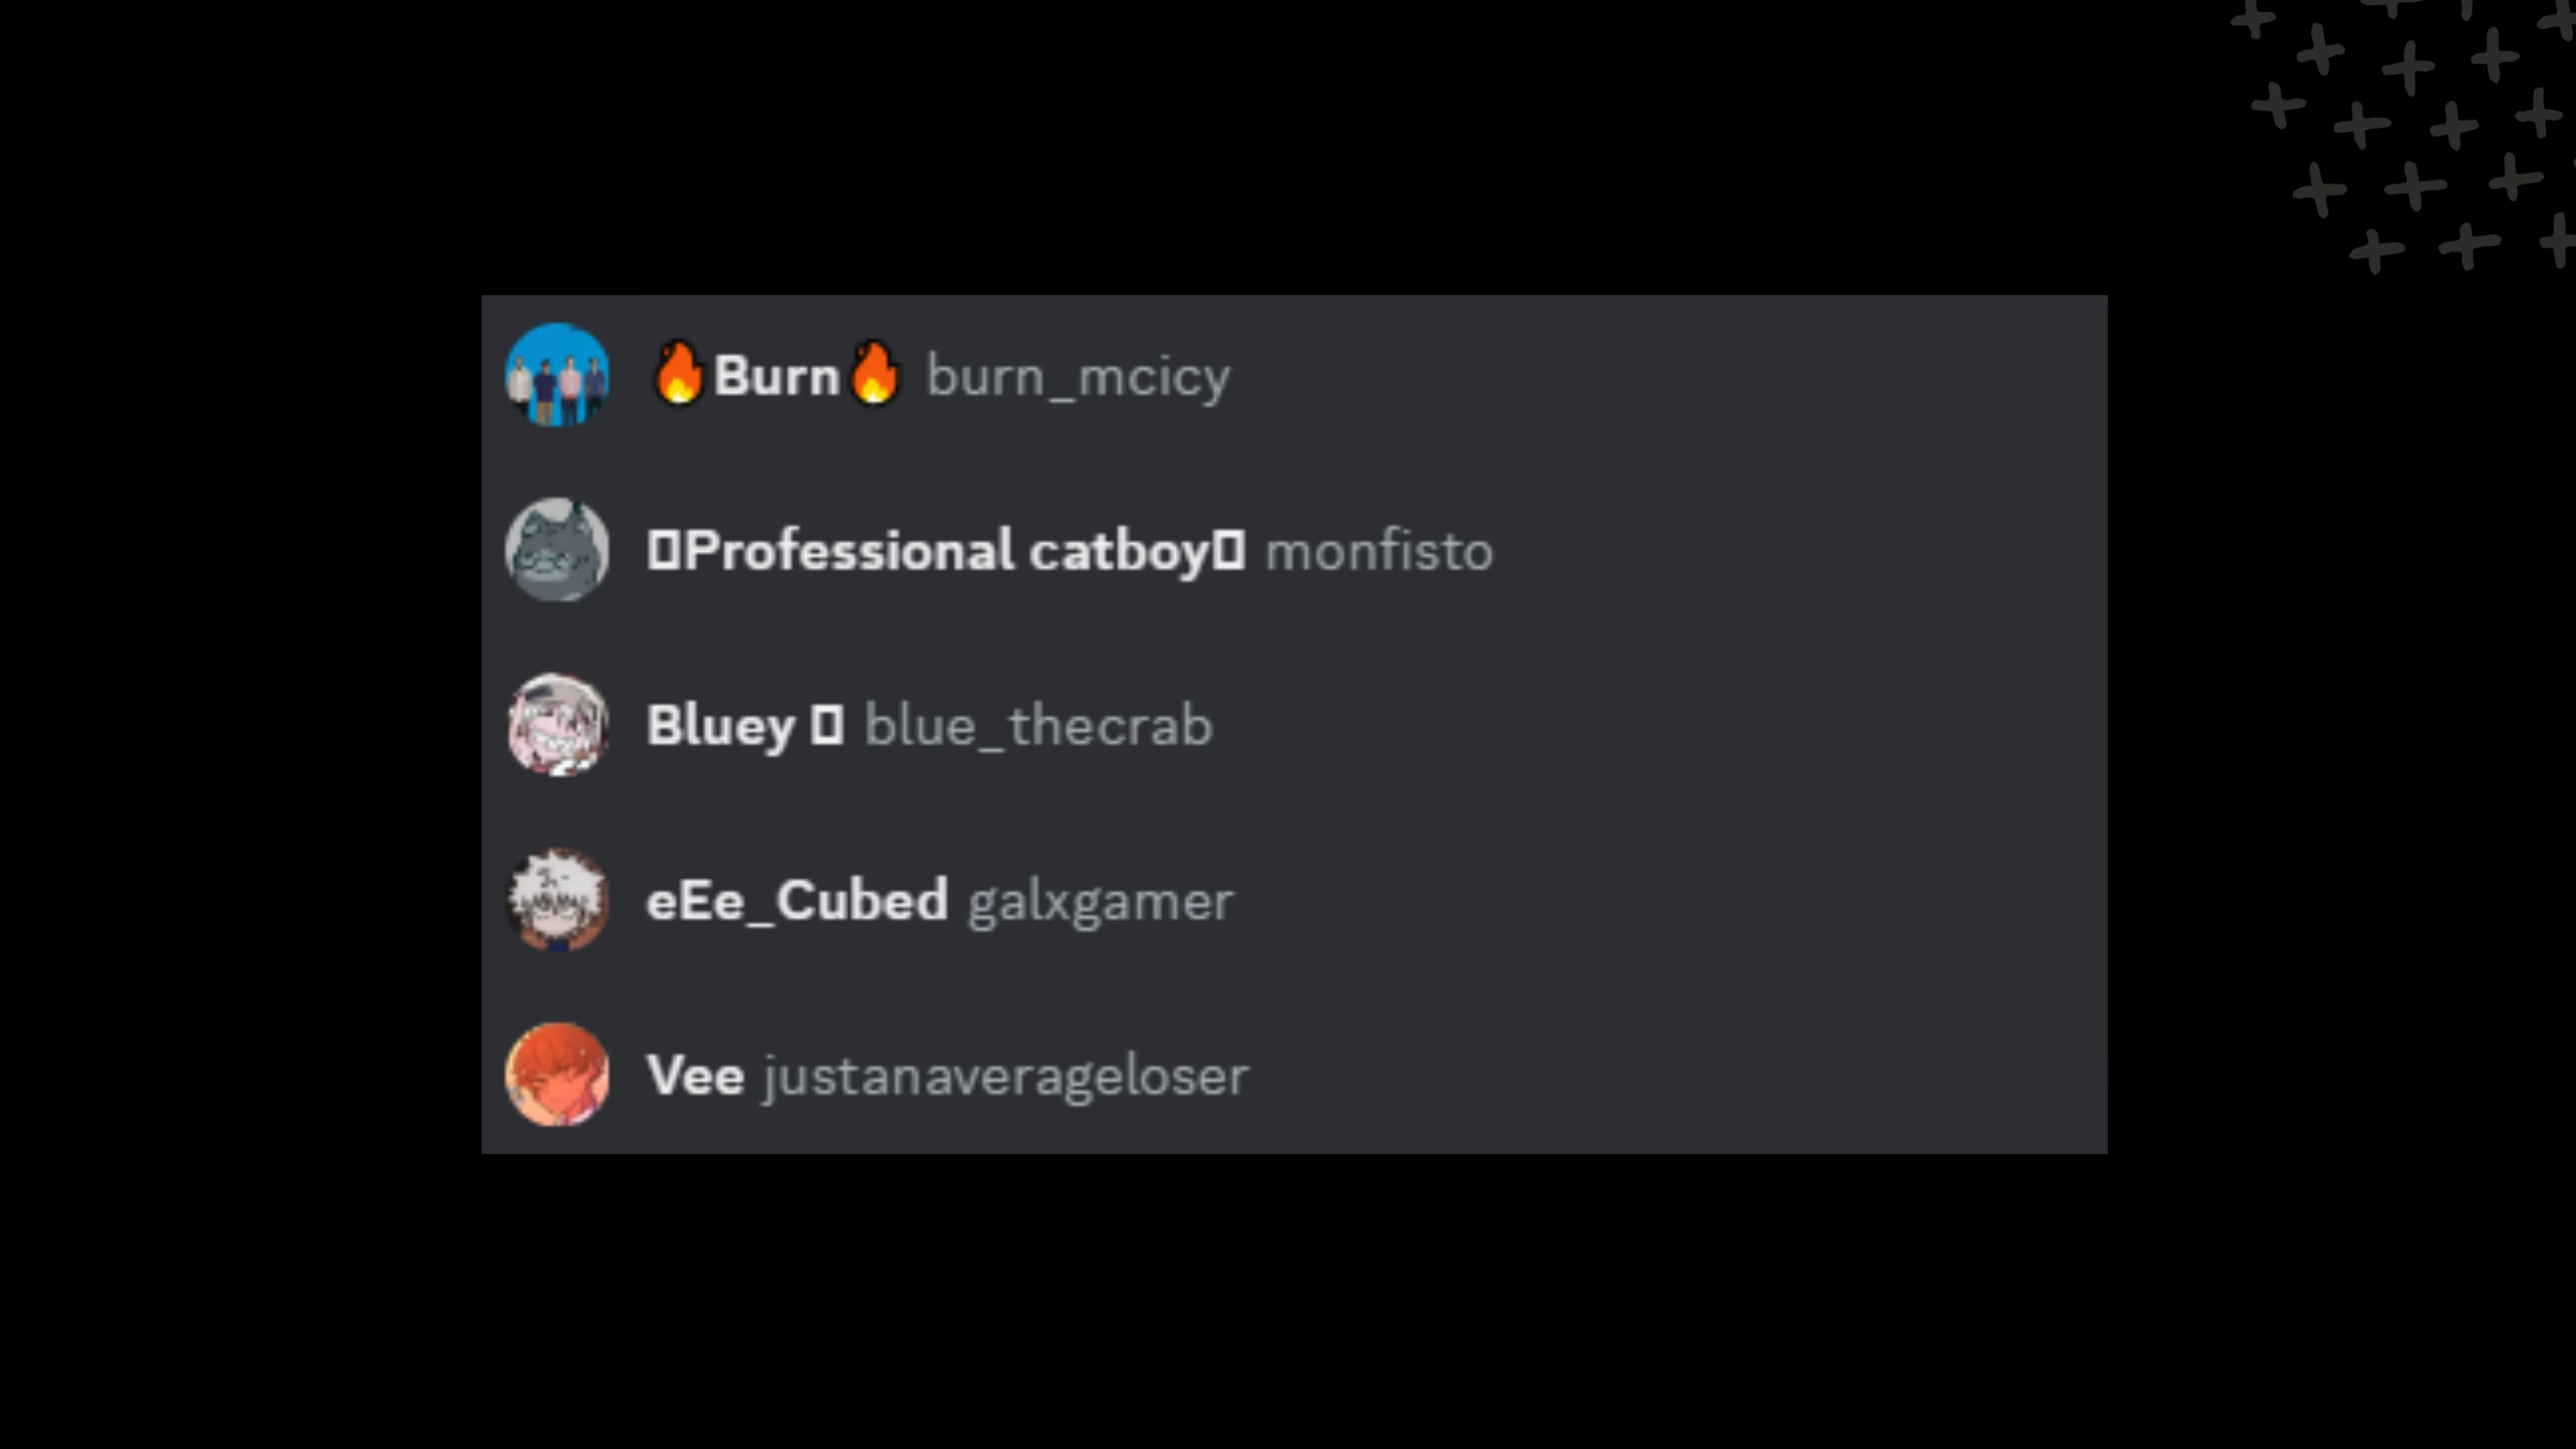 🔥Burn🔥 burn_mcicy
▯Professional catboy▯ monfisto
Bluey ▯ blue_thecrab
eEe_Cubed galxgamer
Vee justanaverageloser